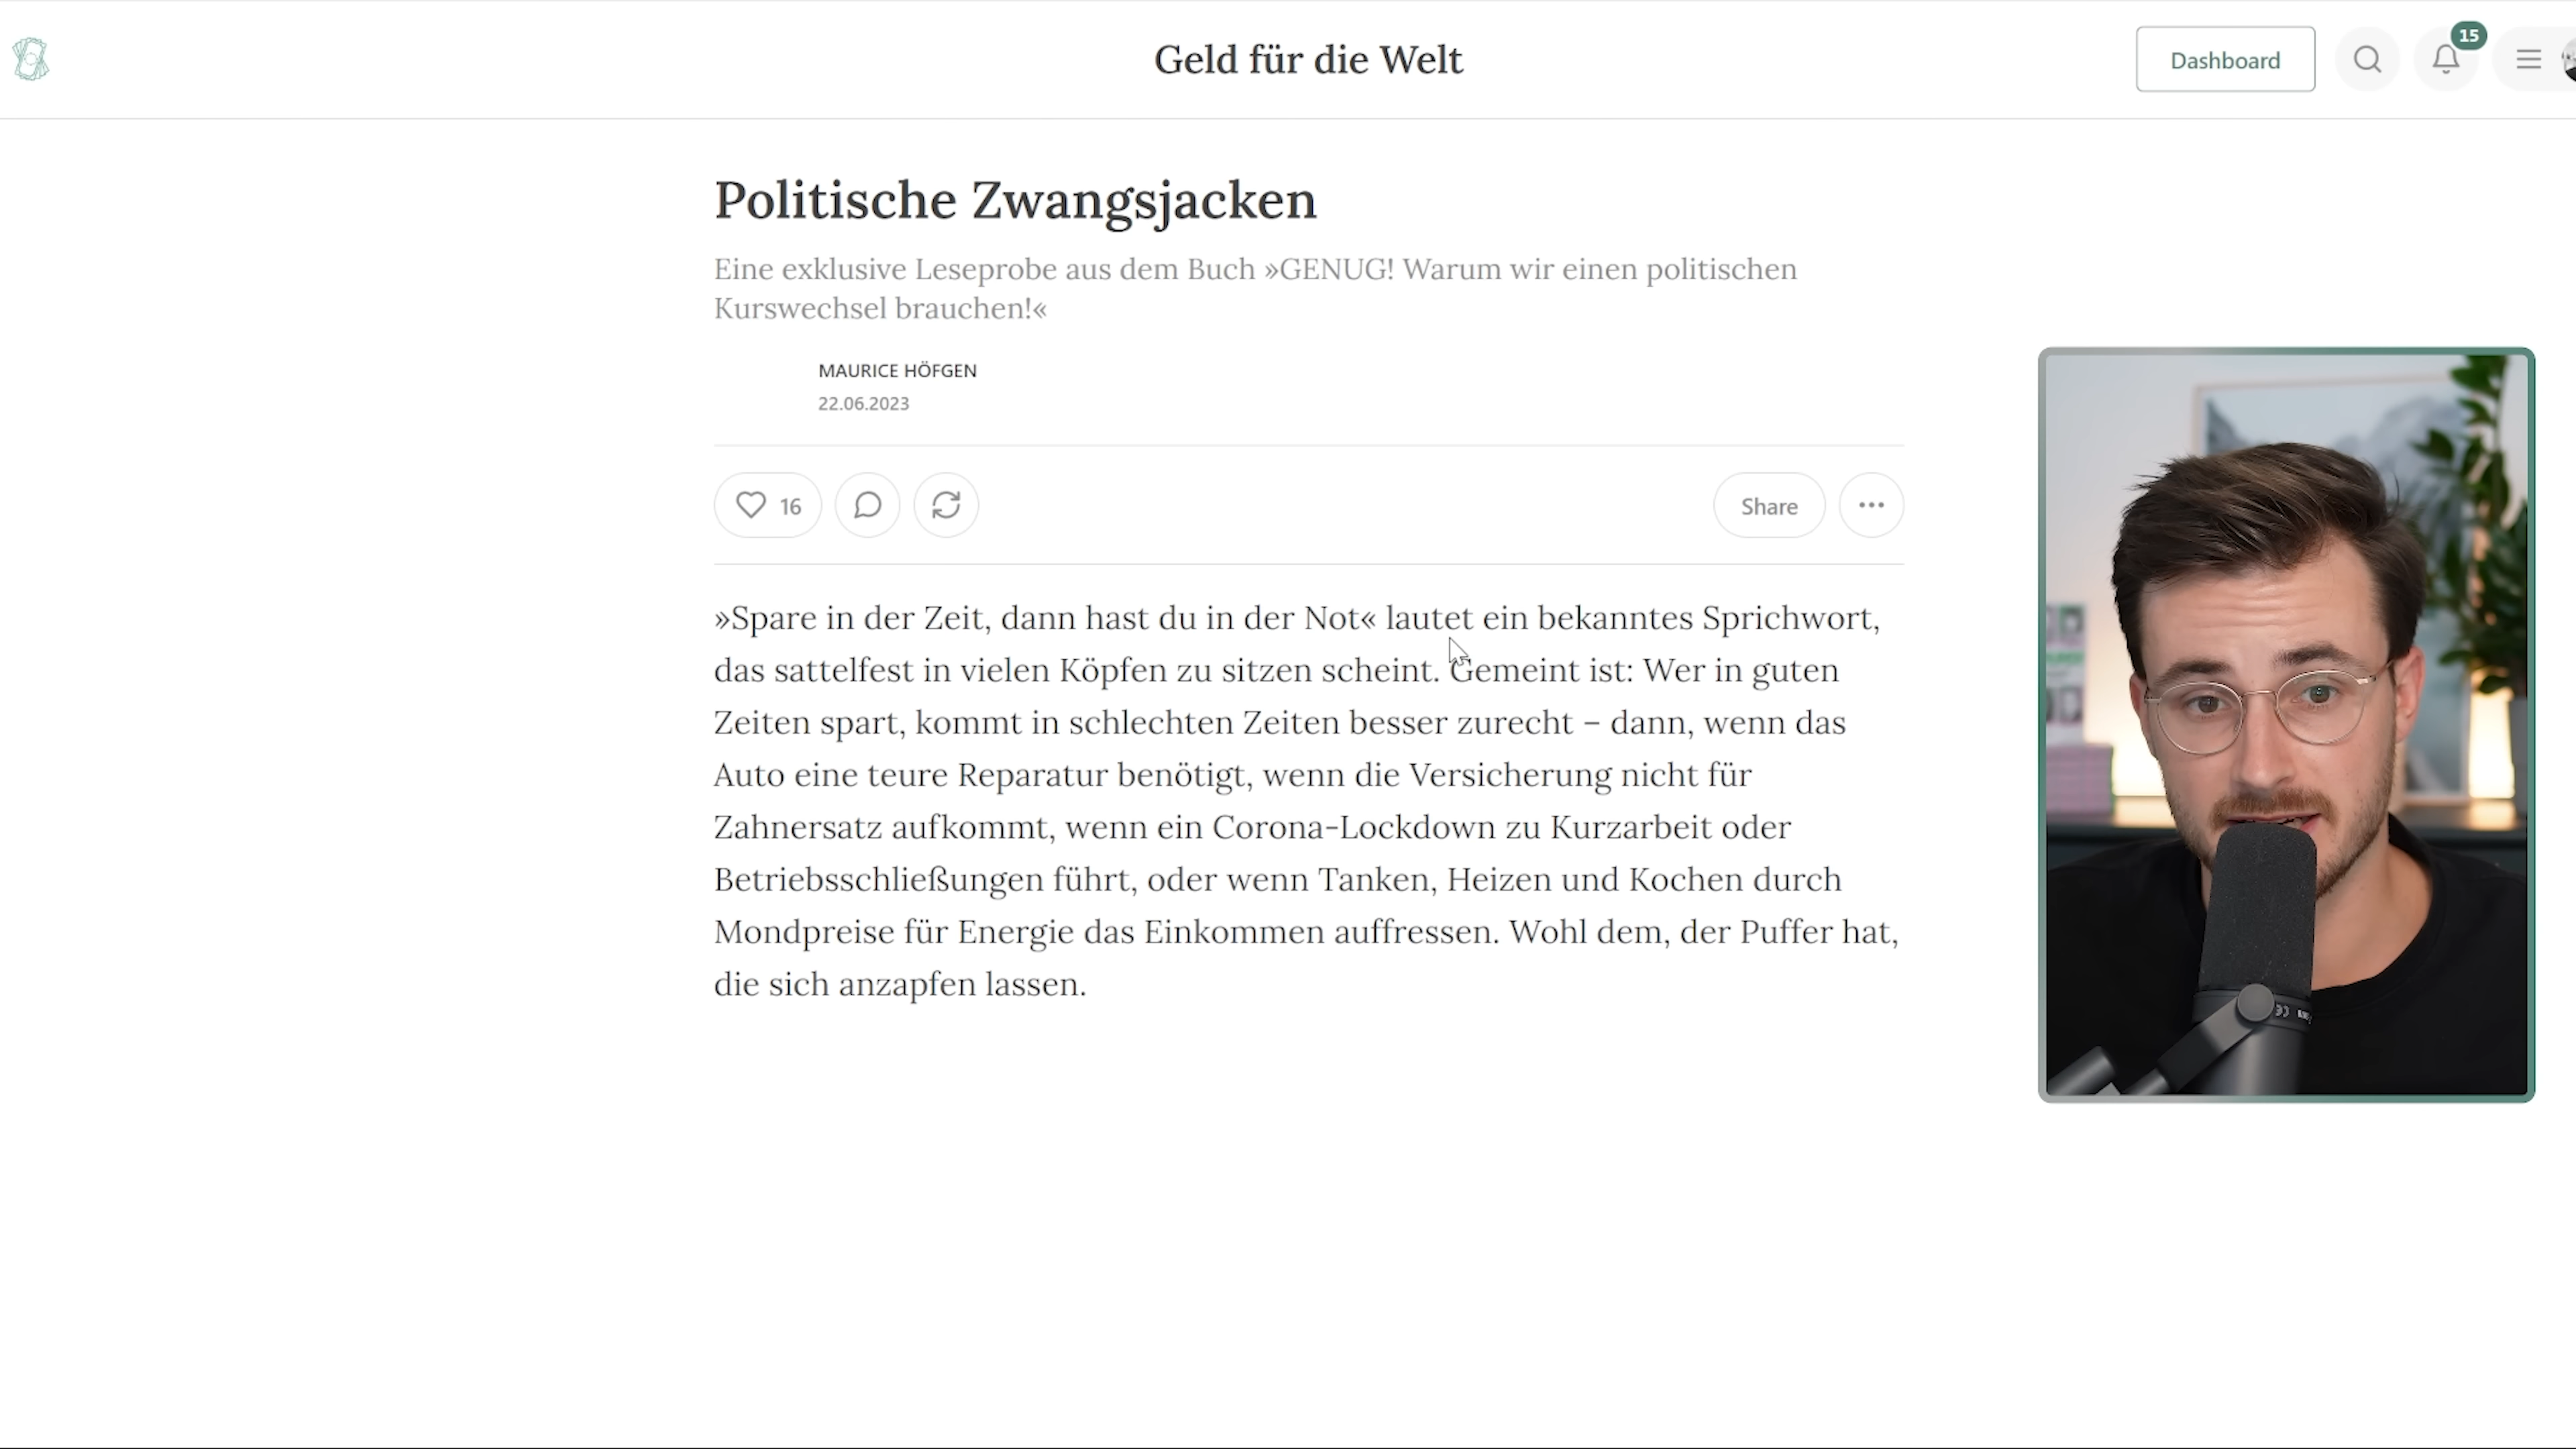 Geld für die Welt
Dashboard
15
Politische Zwangsjacken
Eine exklusive Leseprobe aus dem Buch »GENUG! Warum wir einen politischen
Kurswechsel brauchen!«
MAURICE HÖFGEN
22.06.2023
16
Share
»Spare in der Zeit, dann hast du in der Not« lautet ein bekanntes Sprichwort,
das sattelfest in vielen Köpfen zu sitzen scheint. Gemeint ist: Wer in guten
Zeiten spart, kommt in schlechten Zeiten besser zurecht – dann, wenn das
Auto eine teure Reparatur benötigt, wenn die Versicherung nicht für
Zahnersatz aufkommt, wenn ein Corona-Lockdown zu Kurzarbeit oder
Betriebsschließungen führt, oder wenn Tanken, Heizen und Kochen durch
Mondpreise für Energie das Einkommen auffressen. Wohl dem, der Puffer hat,
die sich anzapfen lassen.